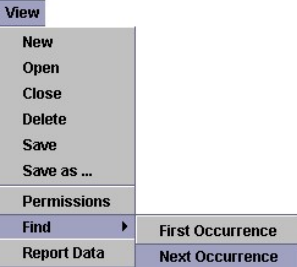 View
New
Open
Close
Delete
Save
Save as ...
Permissions
Find
First Occurrence
Report Data
Next Occurrence